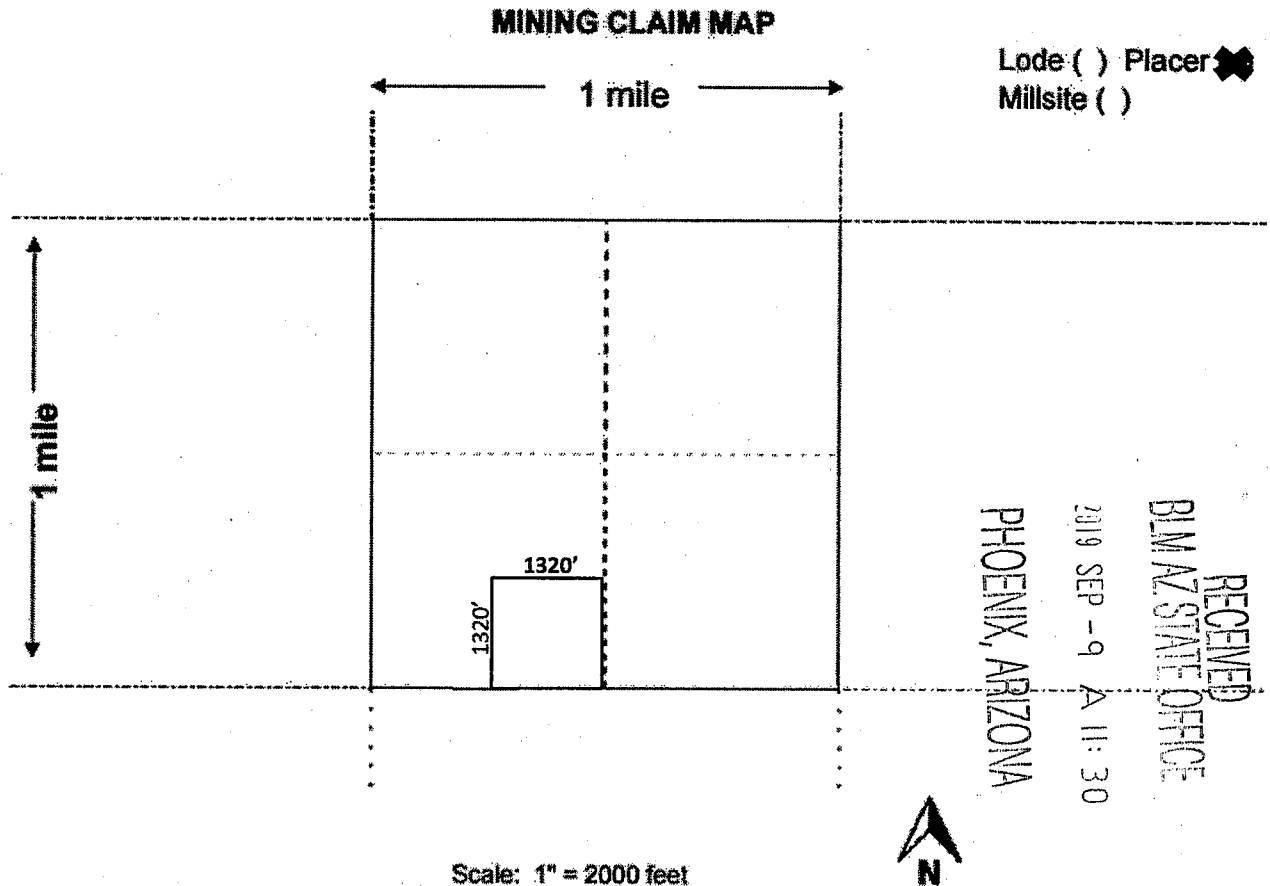 MINING CLAIM MAP
Lode ( ) Placer
Millsite ( )
1 mile
1 mile
1320'
1320'
RECEIVED
BLM AZ STATE OFFICE
2019 SEP -9 A 11: 30
PHOENIX, ARIZONA
N
Scale: 1" = 2000 feet